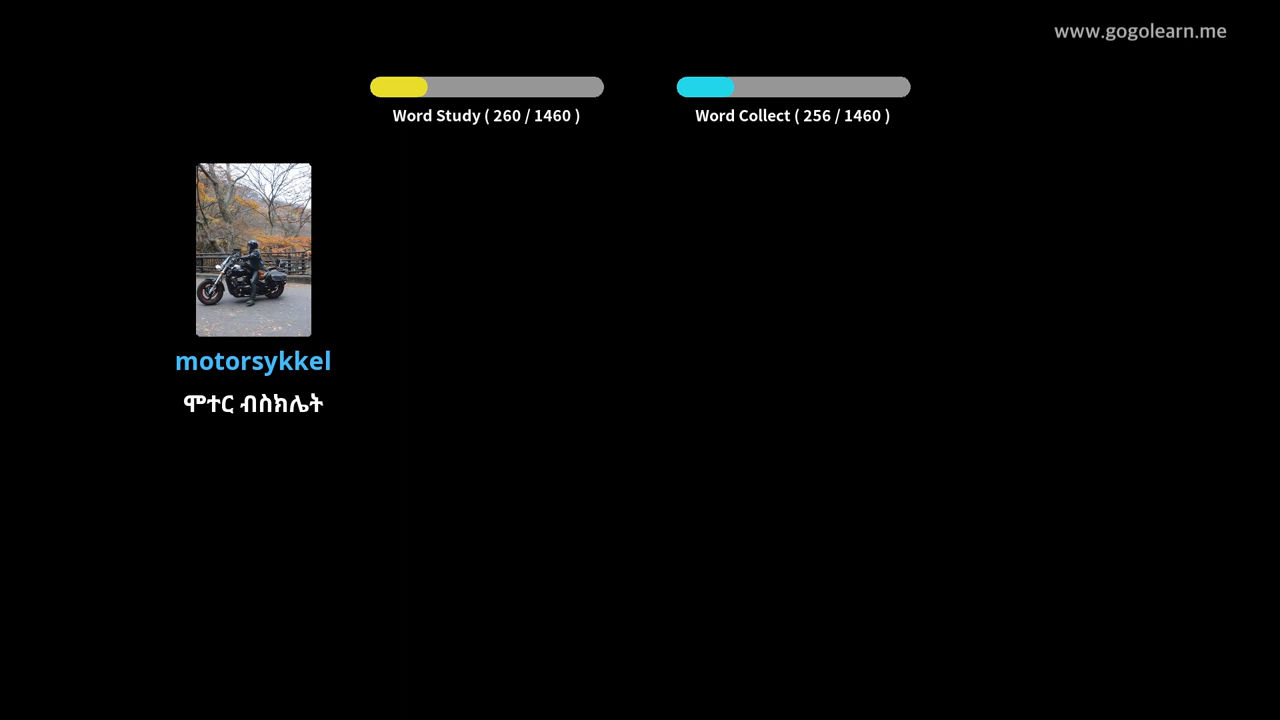 www.gogolearn.me
Word Study ( 260 / 1460 )
Word Collect ( 256 / 1460 )
motorsykkel
ሞተር ብስክሌት